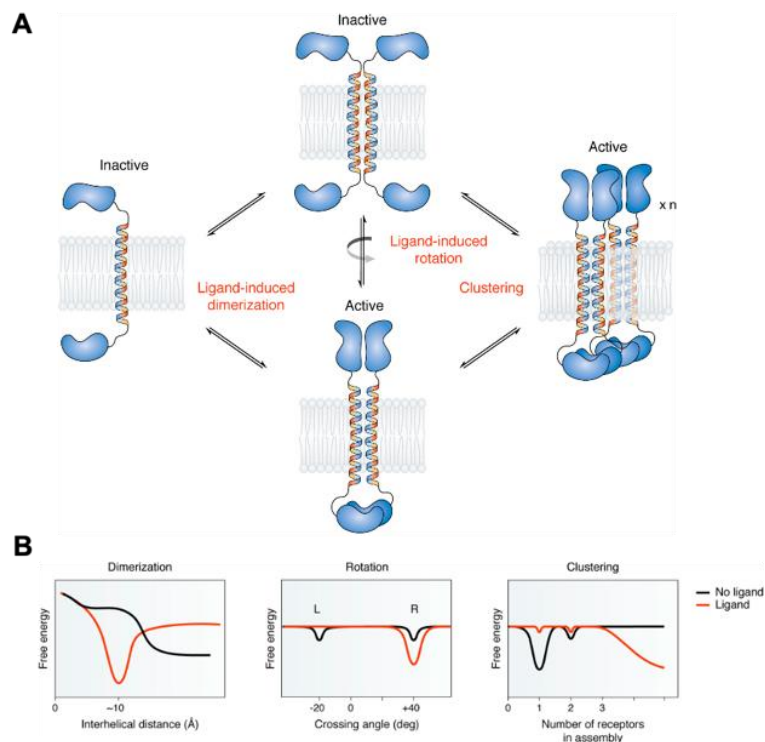 A
Inactive
Inactive
Active
x n
Ligand-induced
rotation
Ligand-induced
dimerization
Clustering
Active
B
Dimerization
Rotation
Clustering
Free energy
~10
0
Interhelical distance (Å)
Free energy
L
R
-20
0
+40
Crossing angle (deg)
Free energy
0
1
2
3
Number of receptors
in assembly
No ligand
Ligand